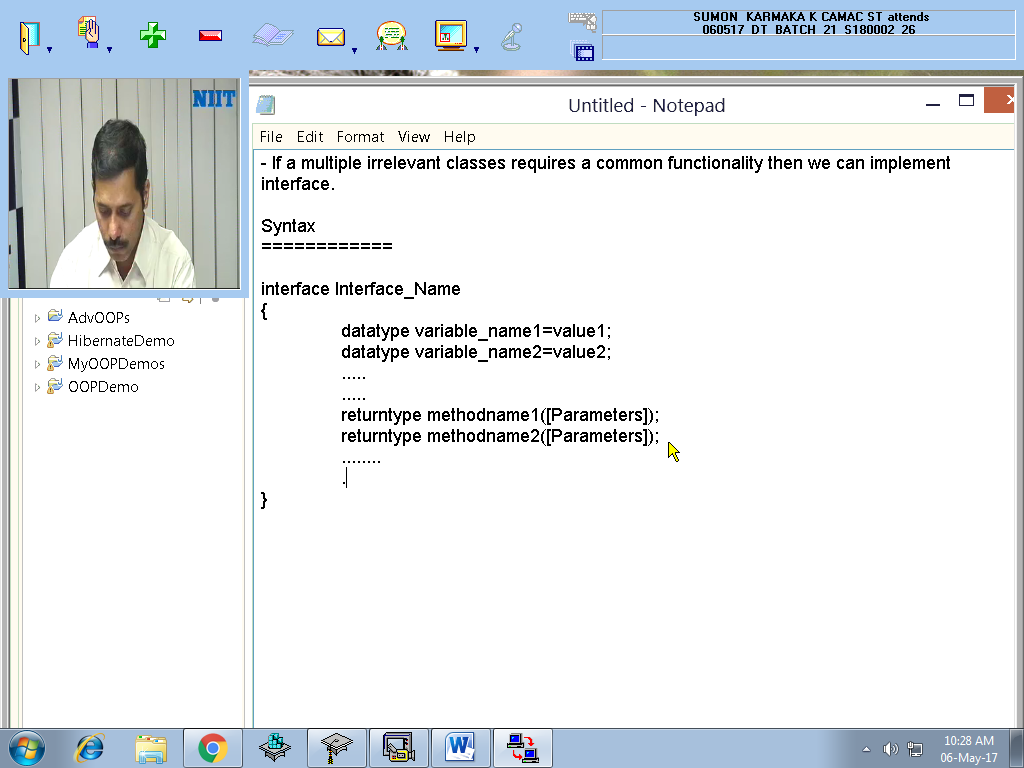 SUMON KARMAKA K CAMAC ST attends
060517 DT BATCH 21 S180002 26
NIIT
Untitled - Notepad
File Edit Format View Help
- If a multiple irrelevant classes requires a common functionality then we can implement
interface.
Syntax
============
interface Interface_Name
{
datatype variable_name1=value1;
datatype variable_name2=value2;
.....
.....
returntype methodname1([Parameters]);
returntype methodname2([Parameters]);
........
.
}
AdvOOPs
HibernateDemo
MyOOPDemos
OOPDemo
10:28 AM
06-May-17